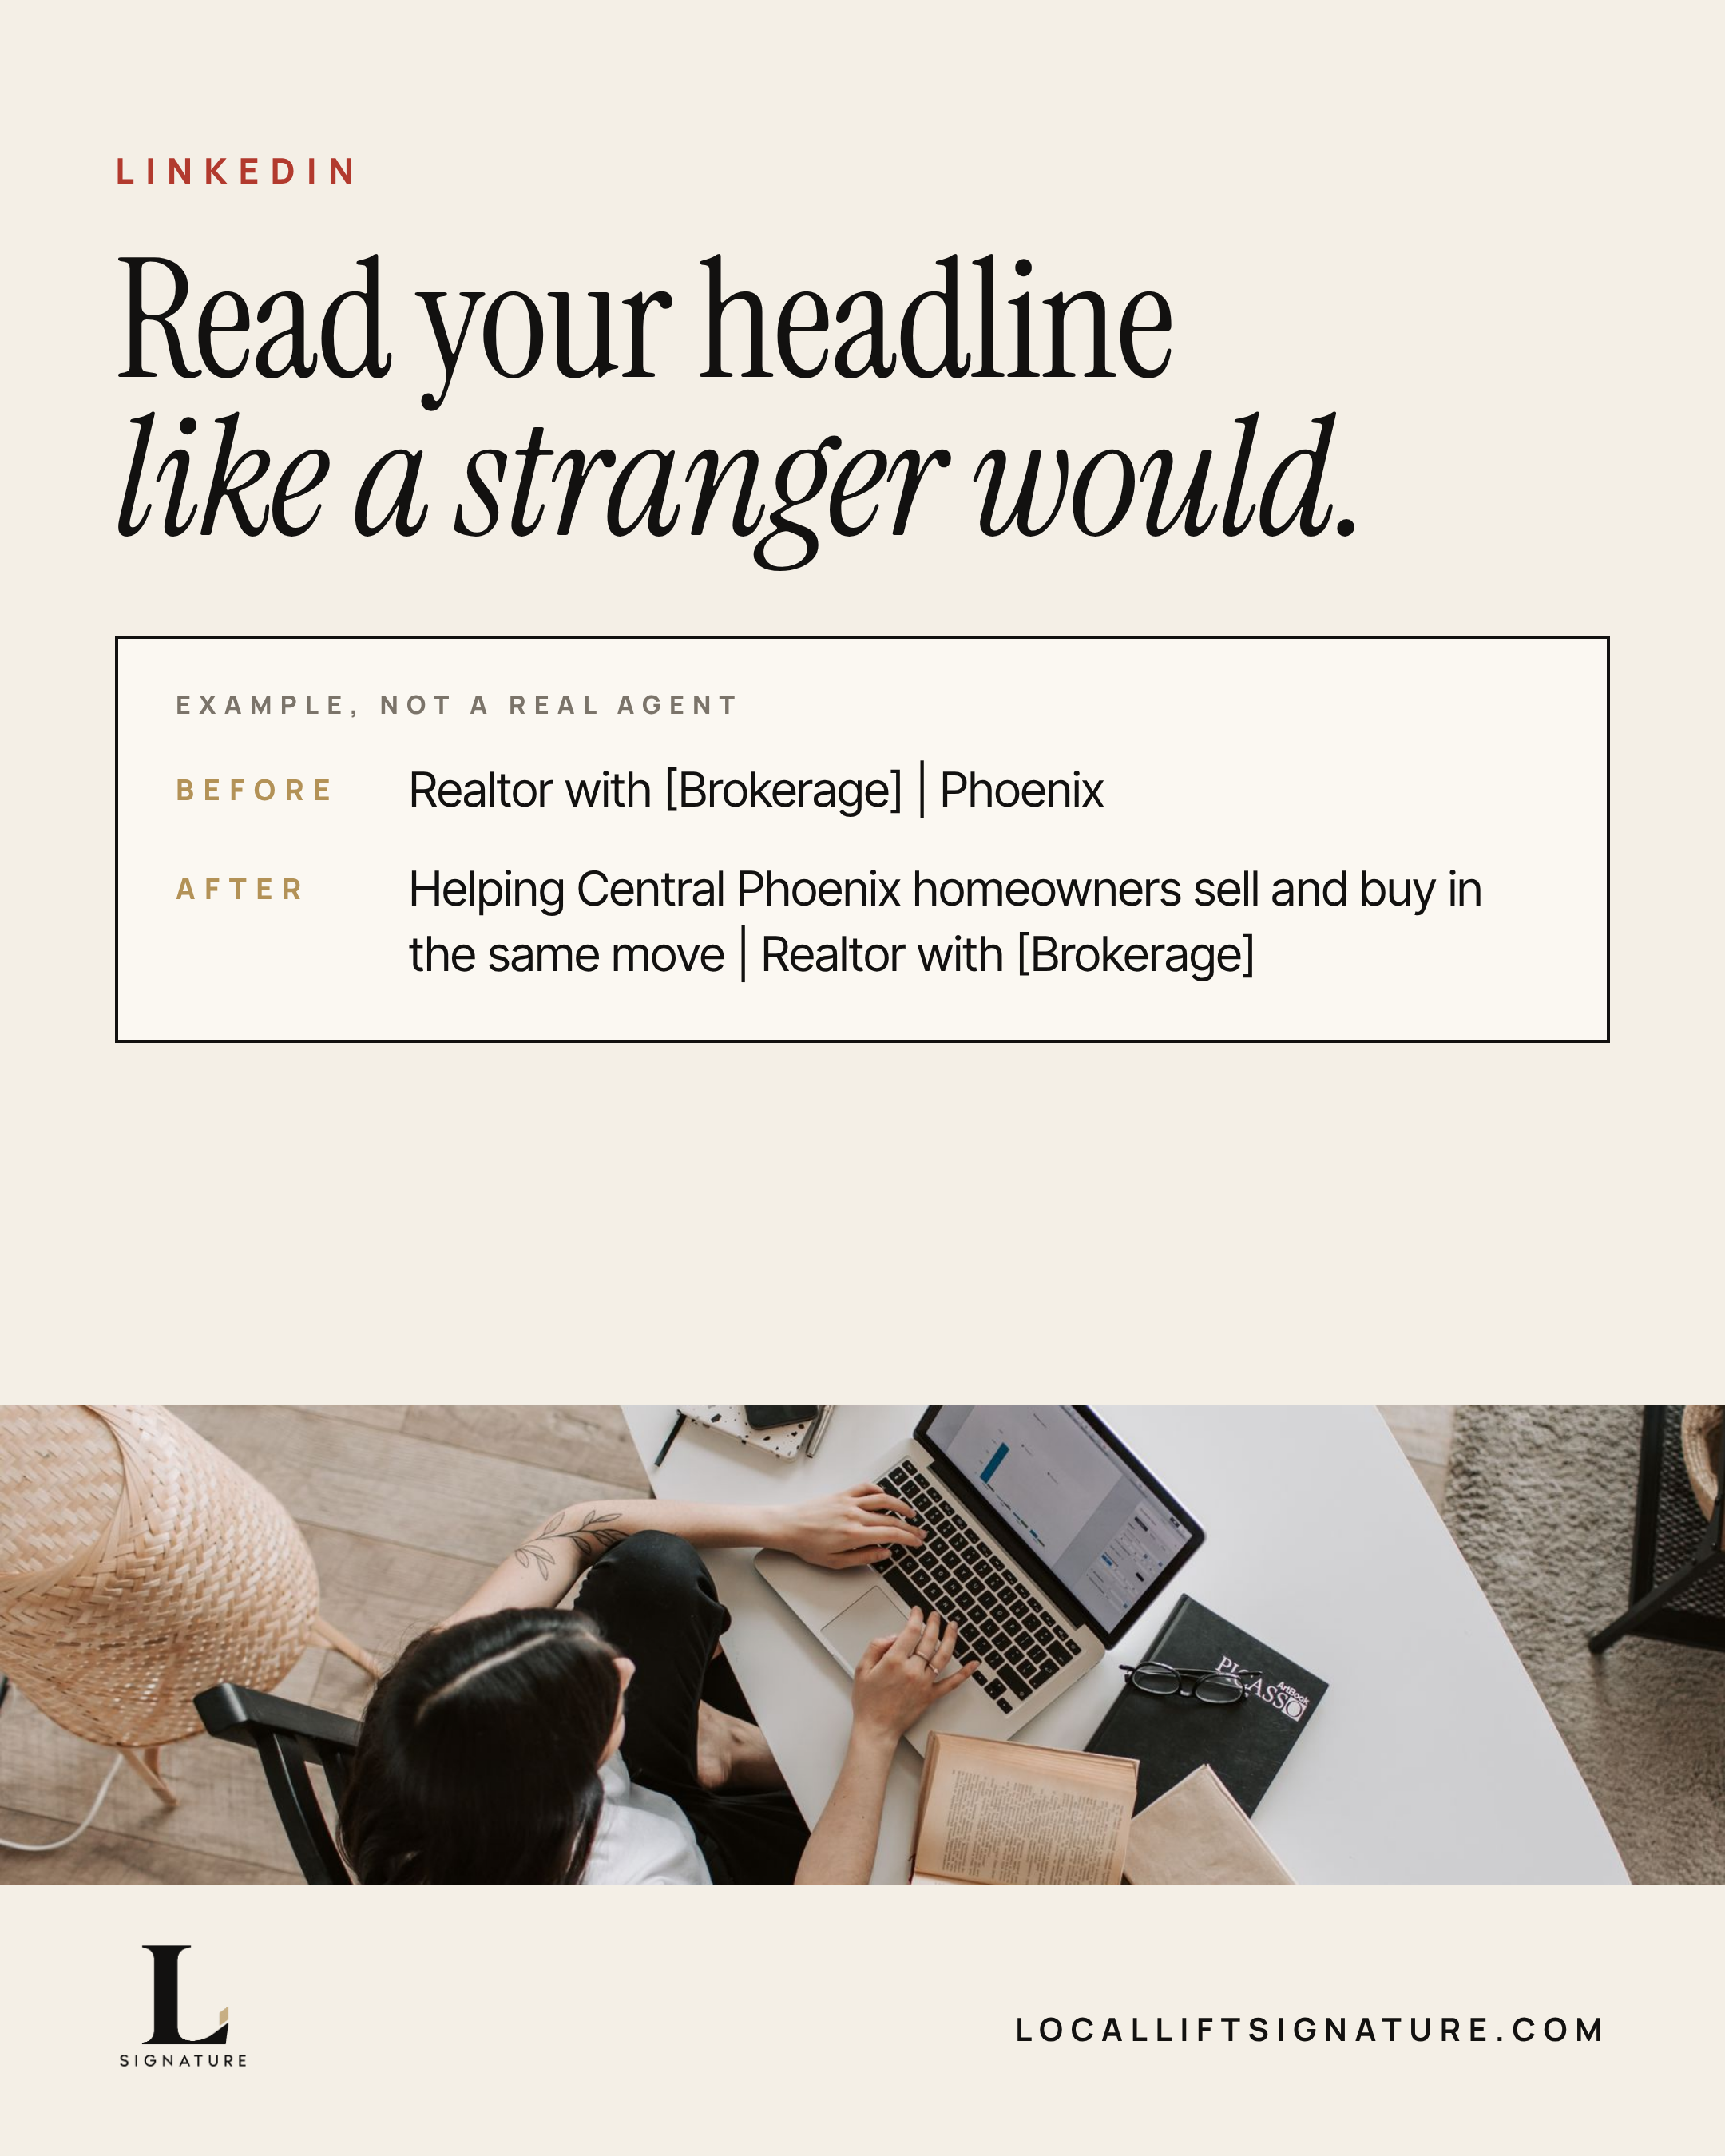 LINKEDIN
Read your headline
like a stranger would.
EXAMPLE, NOT A REAL AGENT
BEFORE Realtor with [Brokerage] | Phoenix
AFTER Helping Central Phoenix homeowners sell and buy in
the same move | Realtor with [Brokerage]
PICASSO
ArtBook
L
SIGNATURE
LOCALLIFTSIGNATURE.COM